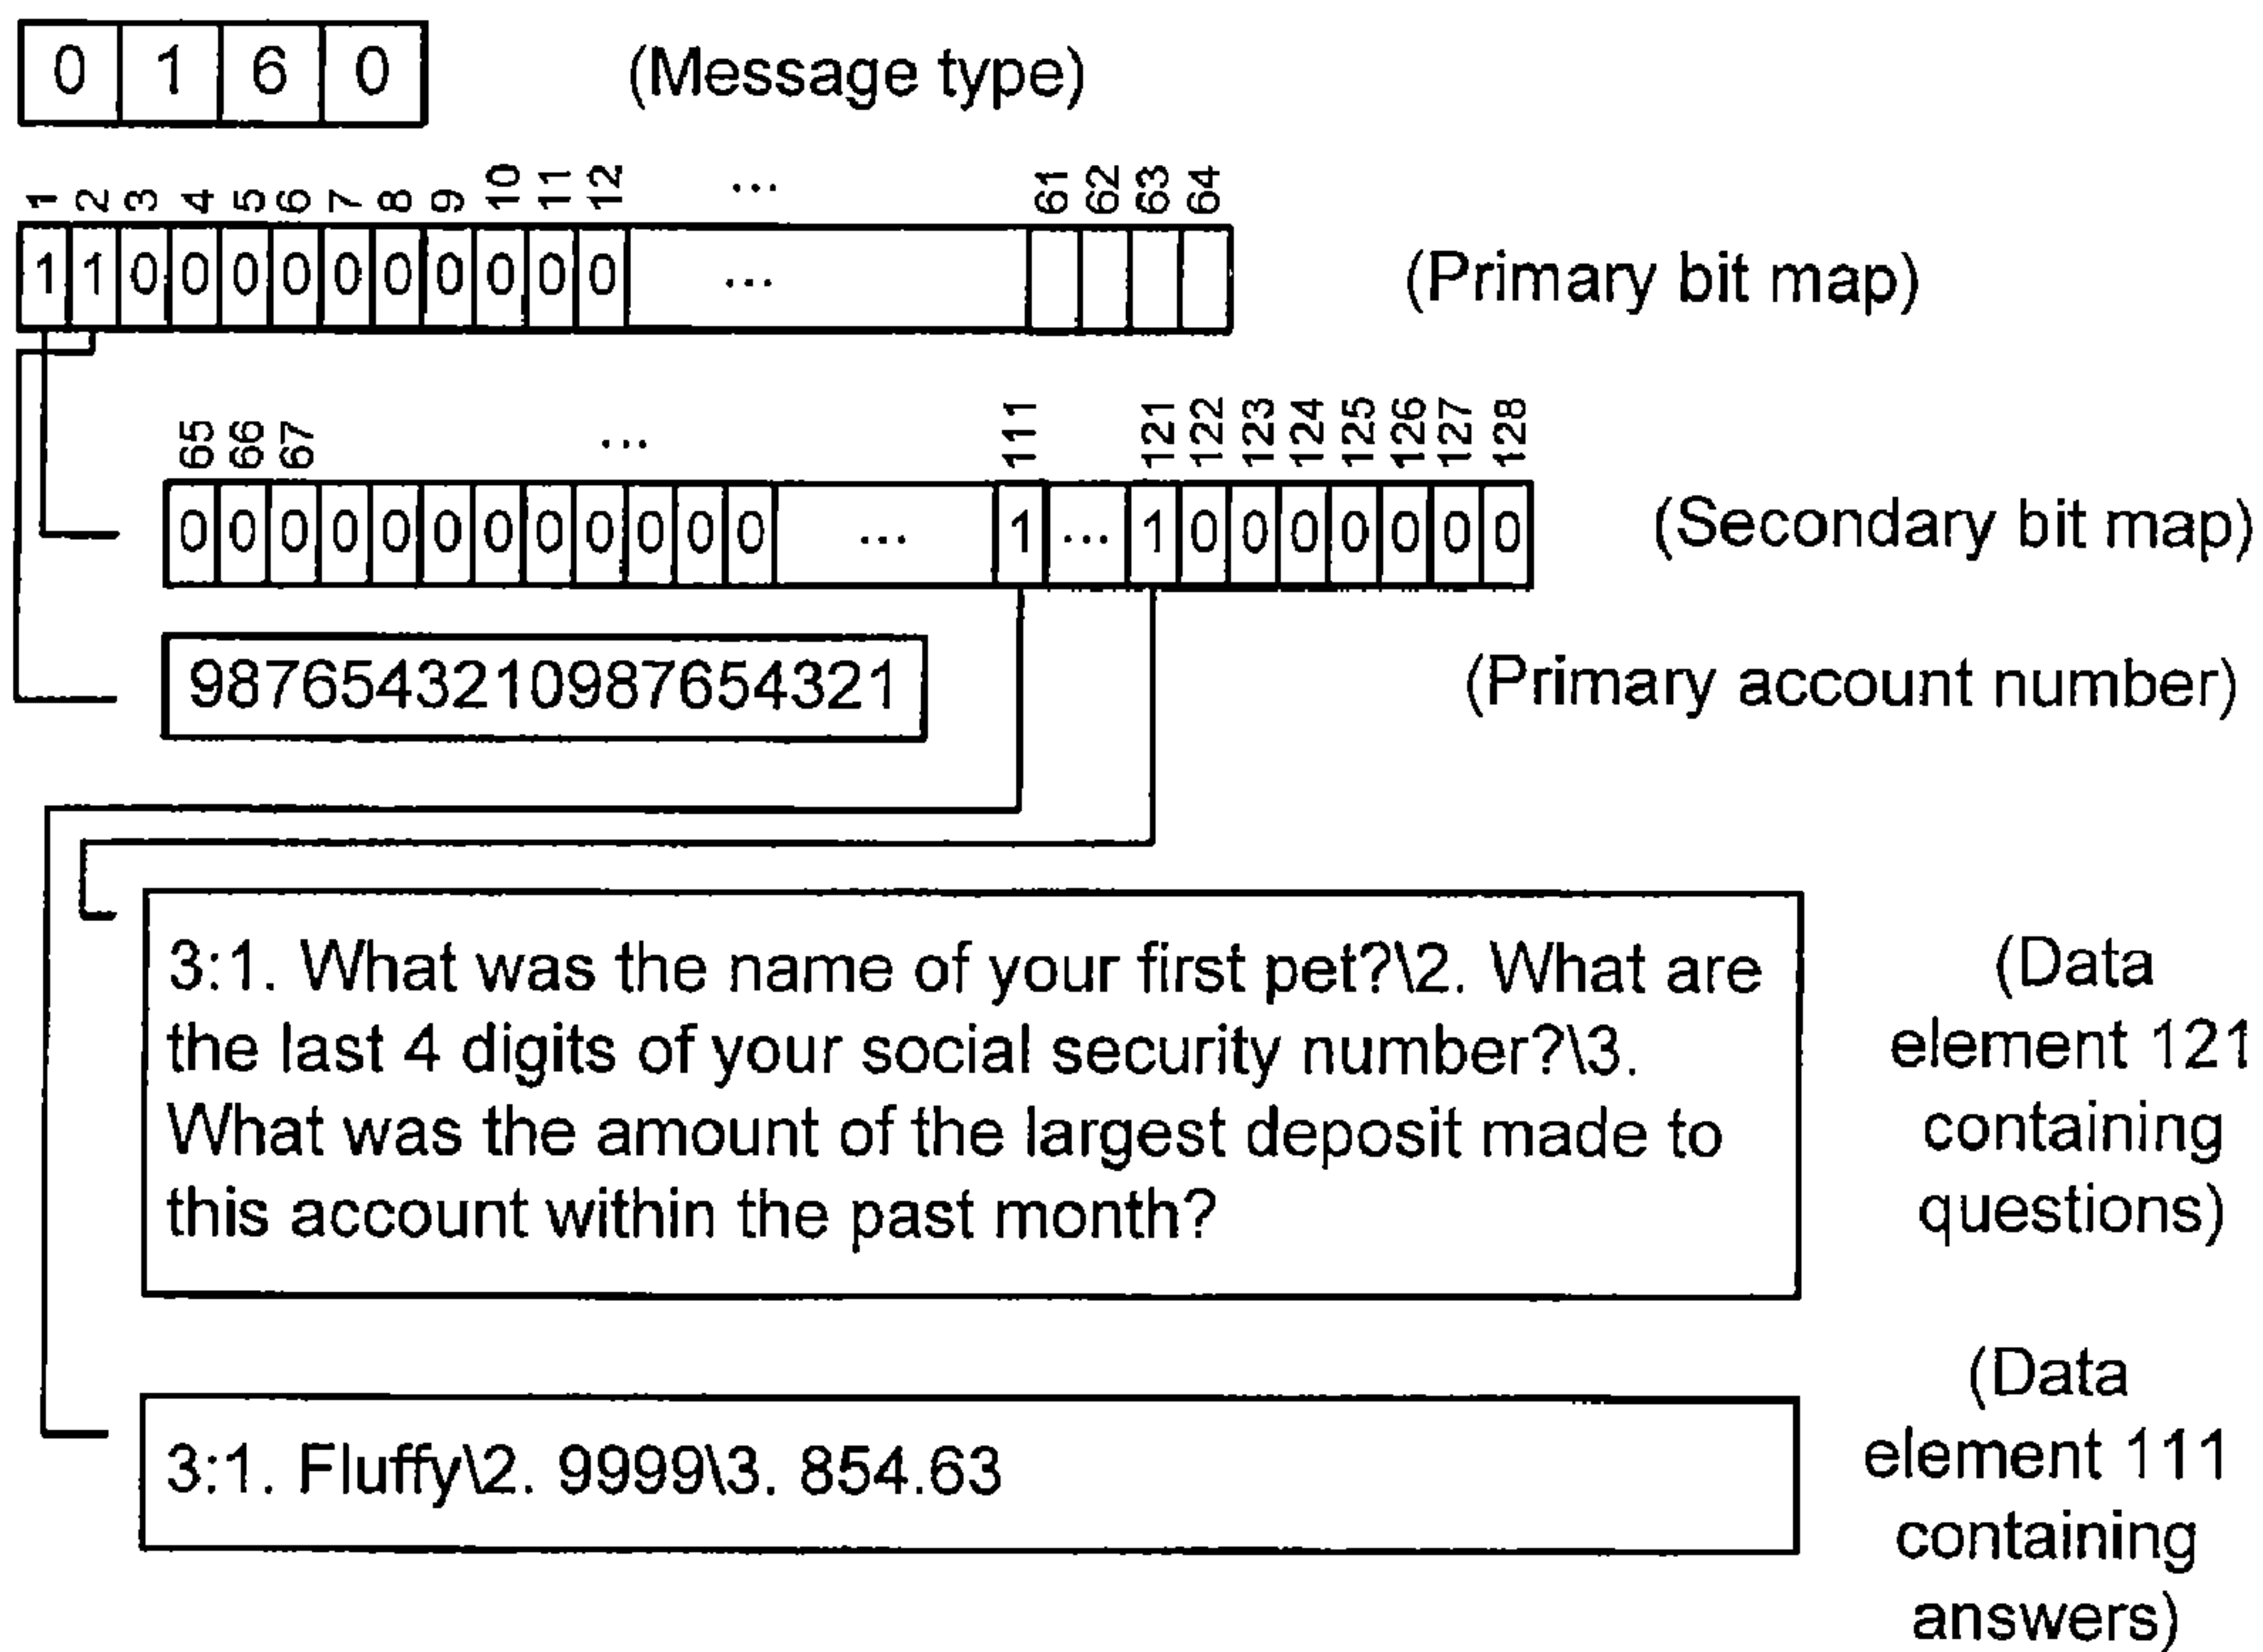 0 1 6 0 (Message type)
1 2 3 4 5 6 7 8 9 10 11 12 ... 61 62 63 64
1 1 0 0 0 0 0 0 0 0 0 0 ... (Primary bit map)
65 66 67 ... 111 121 122 123 124 125 126 127 128
0 0 0 0 0 0 0 0 0 0 0 0 ... 1 ... 1 0 0 0 0 0 0 0 (Secondary bit map)
9876543210987654321 (Primary account number)
3:1. What was the name of your first pet?\2. What are
the last 4 digits of your social security number?\3.
What was the amount of the largest deposit made to
this account within the past month?
(Data
element 121
containing
questions)
3:1. Fluffy\2. 9999\3. 854.63
(Data
element 111
containing
answers)